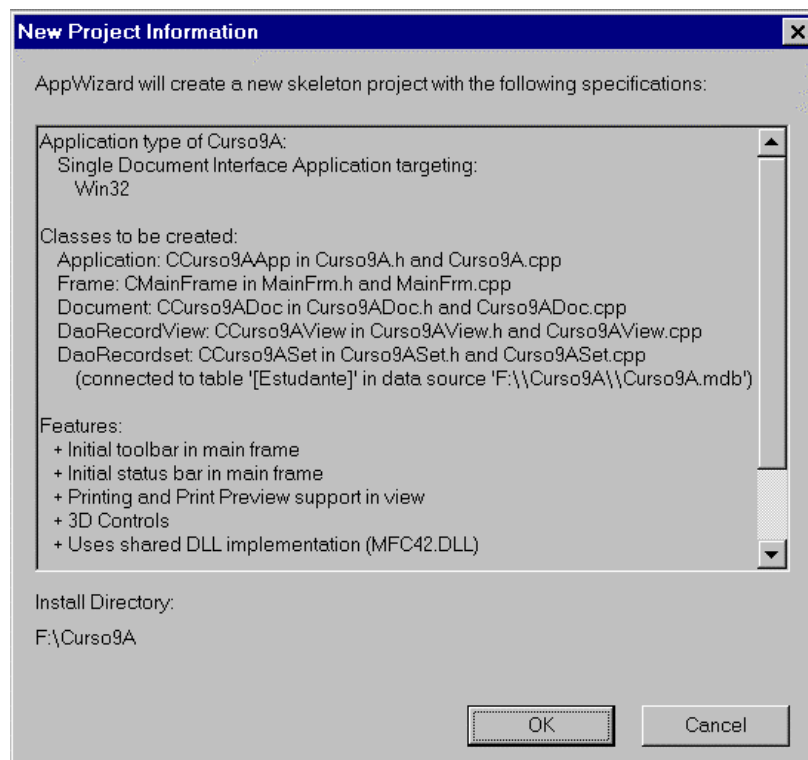 New Project Information
AppWizard will create a new skeleton project with the following specifications:
Application type of Curso9A:
Single Document Interface Application targeting:
Win32
Classes to be created:
Application: CCurso9AApp in Curso9A.h and Curso9A.cpp
Frame: CMainFrame in MainFrm.h and MainFrm.cpp
Document: CCurso9ADoc in Curso9ADoc.h and Curso9ADoc.cpp
DaoRecordView: CCurso9AView in Curso9AView.h and Curso9AView.cpp
DaoRecordset: CCurso9ASet in Curso9ASet.h and Curso9ASet.cpp
(connected to table '[Estudante]' in data source 'F:\\Curso9A\\Curso9A.mdb')
Features:
+ Initial toolbar in main frame
+ Initial status bar in main frame
+ Printing and Print Preview support in view
+ 3D Controls
+ Uses shared DLL implementation (MFC42.DLL)
Install Directory:
F:\Curso9A
OK Cancel